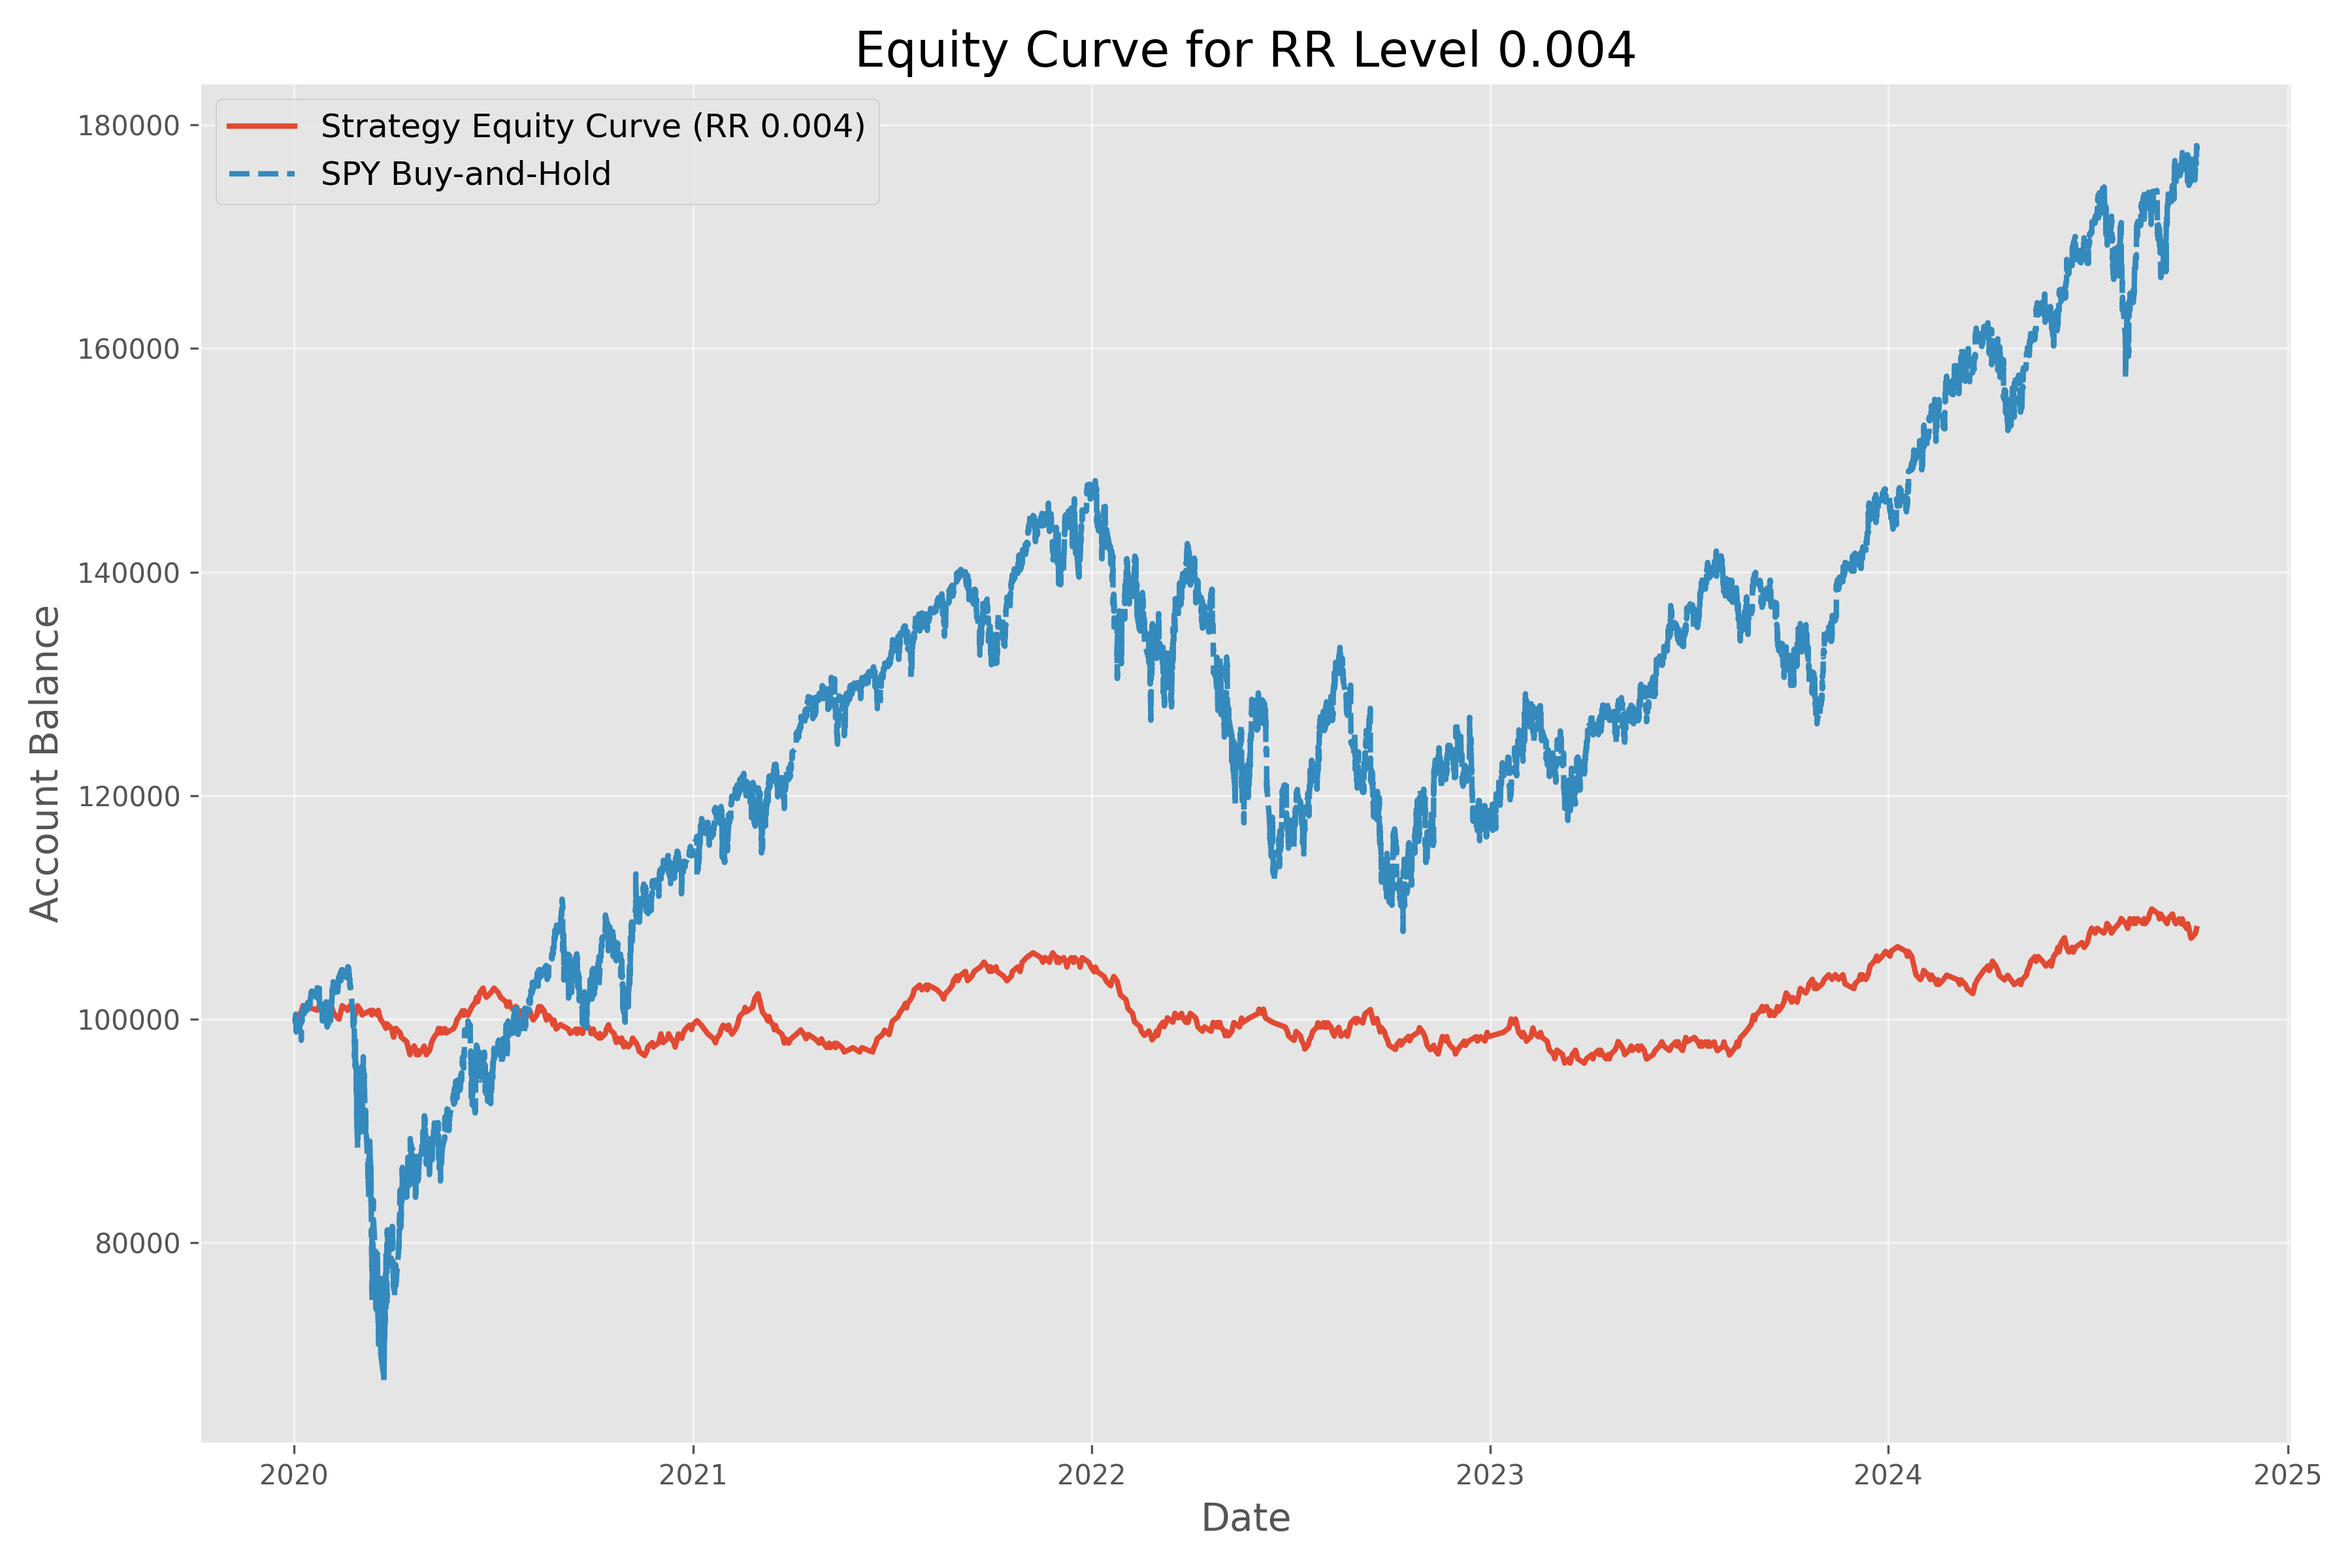 Equity Curve for RR Level 0.004
Strategy Equity Curve (RR 0.004)
SPY Buy-and-Hold
180000
160000
140000
120000
100000
80000
Account Balance
2020
2021
2022
2023
2024
2025
Date